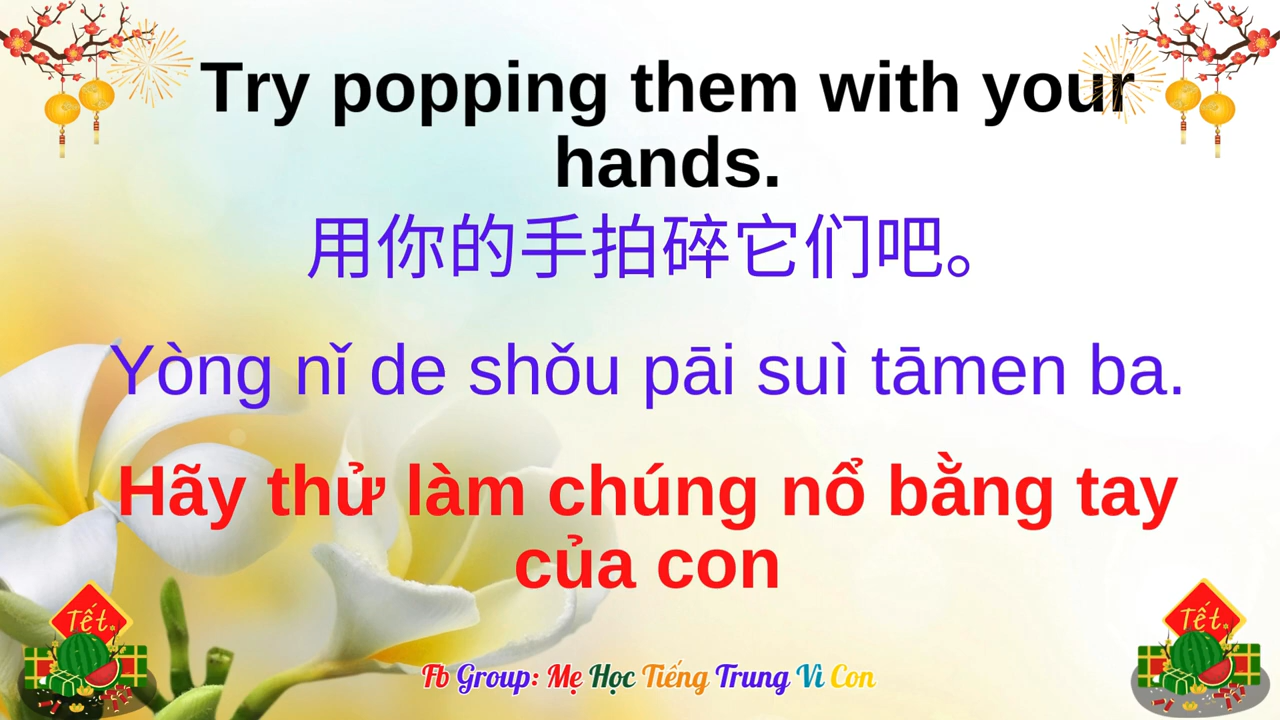 Try popping them with your
hands.
用你的手拍碎它们吧。
Yòng nǐ de shǒu pāi suì tāmen ba.
Hãy thử làm chúng nổ bằng tay
của con
Tết
Tết
Fb Group: Mẹ Học Tiếng Trung Vì Con